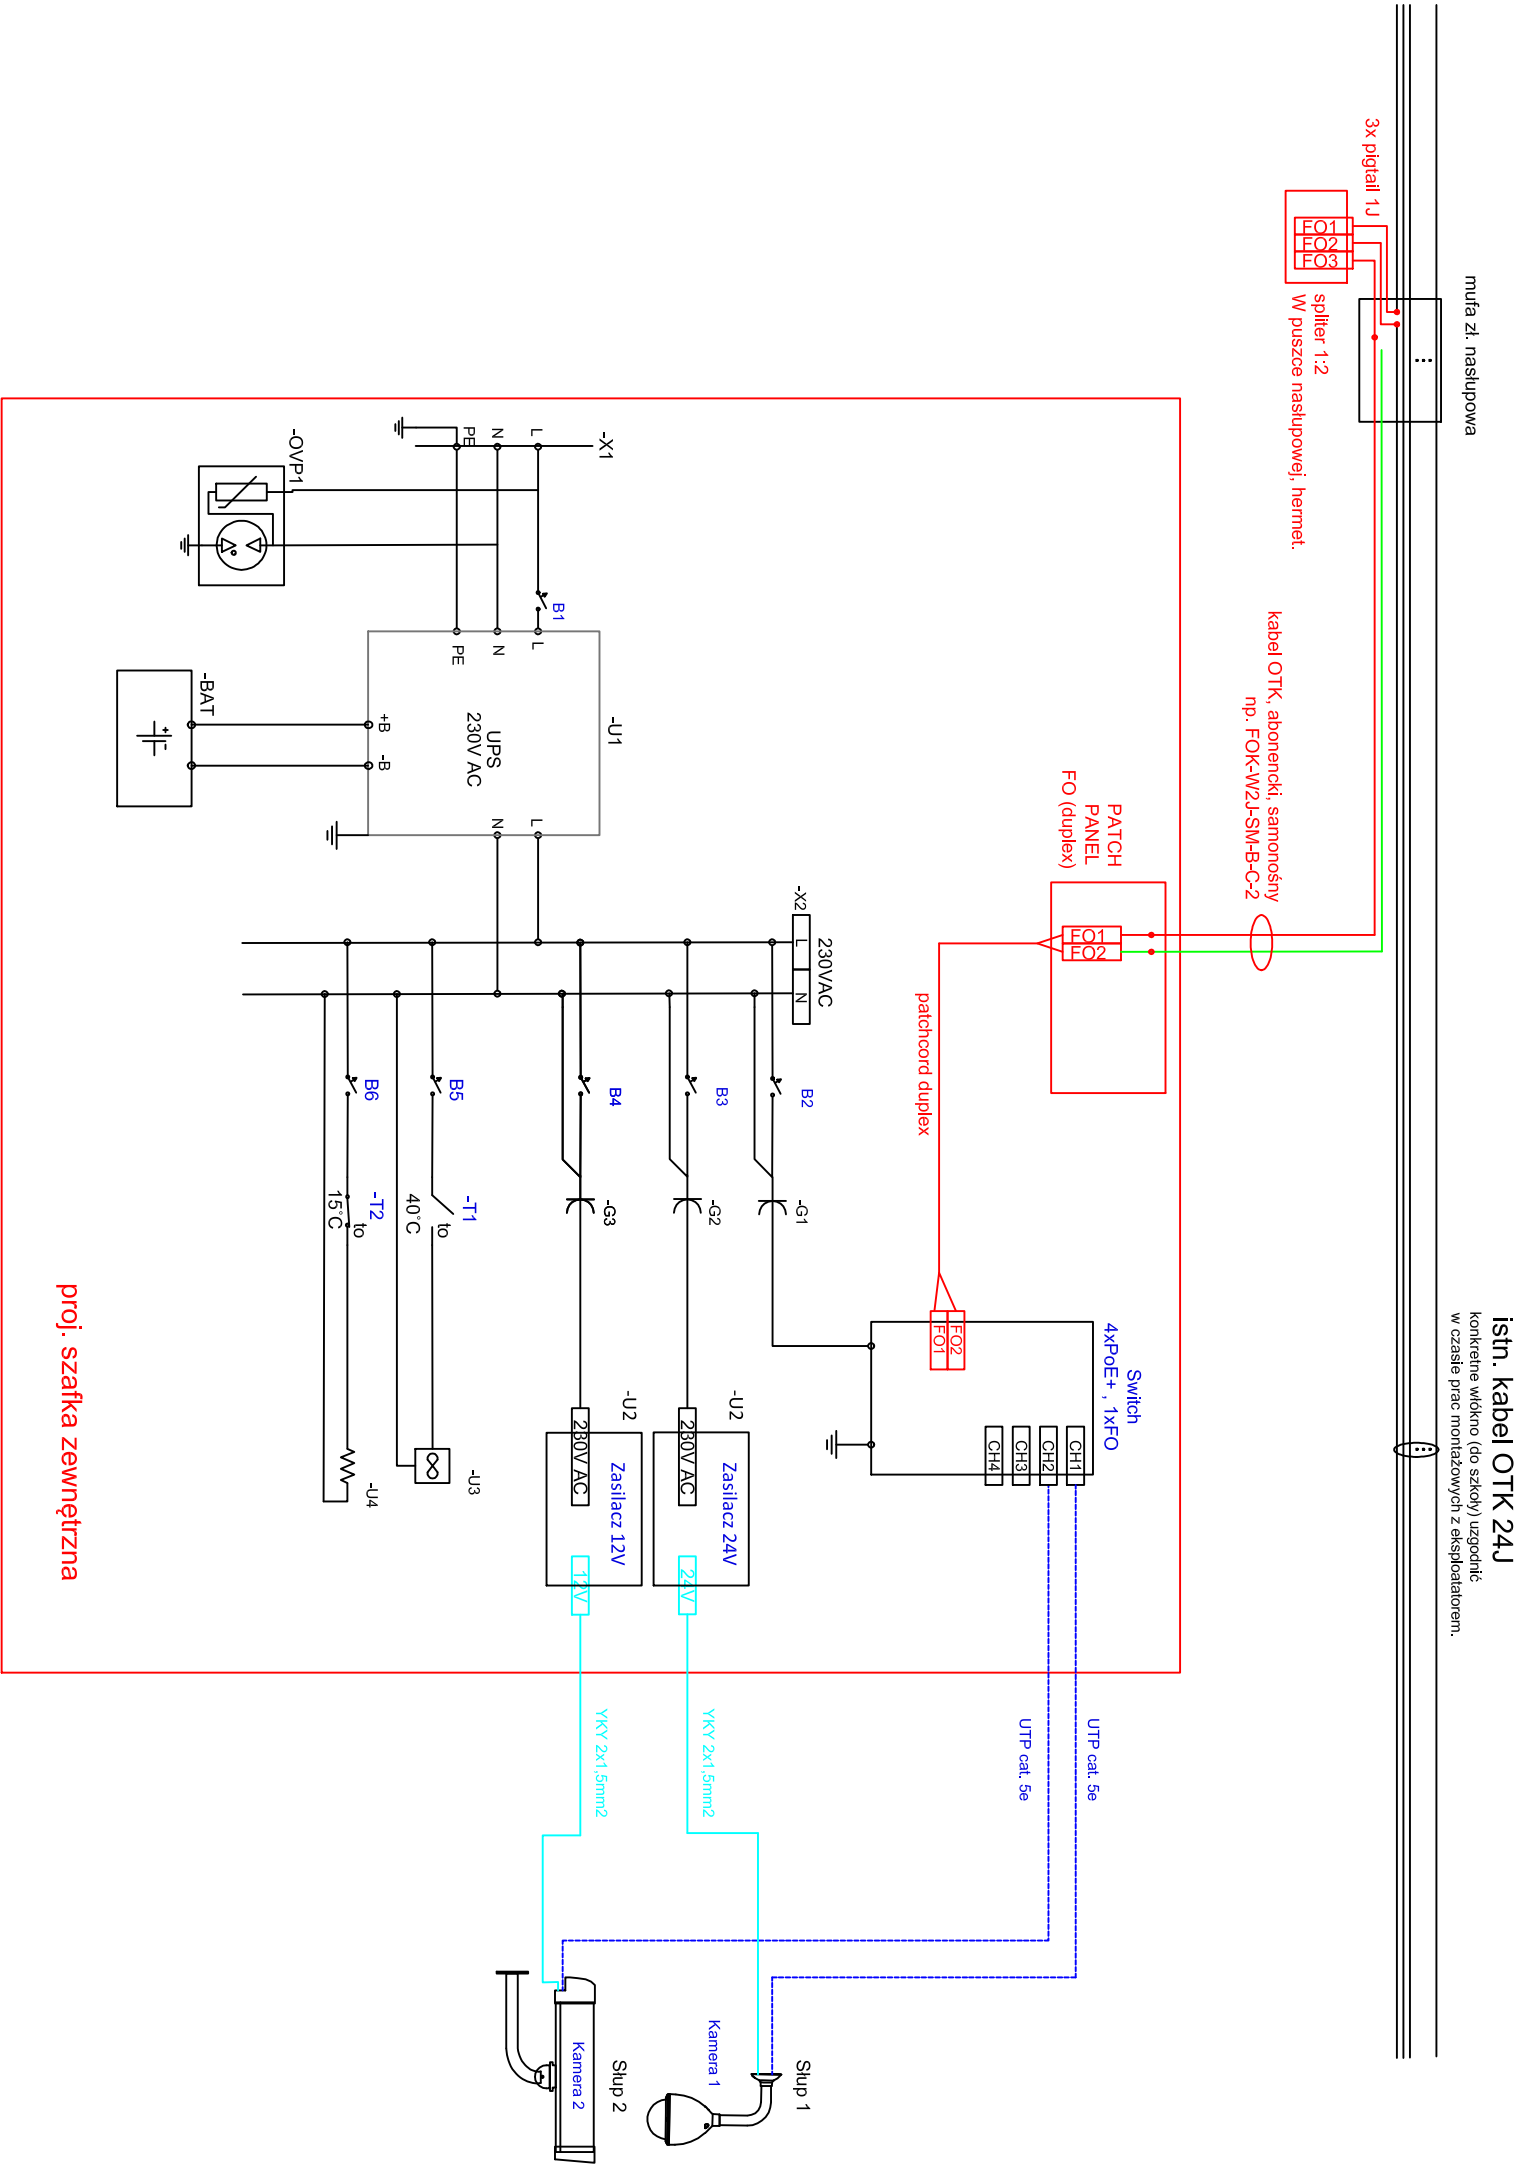 istn. kabel OTK 24J
konkretne włókno (do szkoły) uzgodnić
w czasie prac montażowych z eksploatatorem.
mufa zł. nasłupowa
3x pigtail 1J
FO1
FO2
FO3
spliter 1:2
W puszce nasłupowej, hermet.
kabel OTK, abonencki, samonośny
np. FOK-W2J-SM-B-C-2
PATCH
PANEL
FO (duplex)
FO1
FO2
patchcord duplex
Switch
4xPoE+ , 1xFO
FO2
FO1
CH1
CH2
CH3
CH4
UTP cat. 5e
UTP cat. 5e
-X2
230VAC
L
N
B2
-G1
B3
-G2
B4
-G3
B5
-T1
to
40°C
B6
-T2
to
15°C
-U2
230V AC
Zasilacz 24V
24V
-U2
230V AC
Zasilacz 12V
12V
-U3
-U4
YKY 2x1,5mm2
YKY 2x1,5mm2
Słup 1
Kamera 1
Słup 2
Kamera 2
-X1
L
N
PE
-OVP1
B1
L
N
PE
-U1
UPS
230V AC
+B
-B
L
N
-BAT
+
-
proj. szafka zewnętrzna